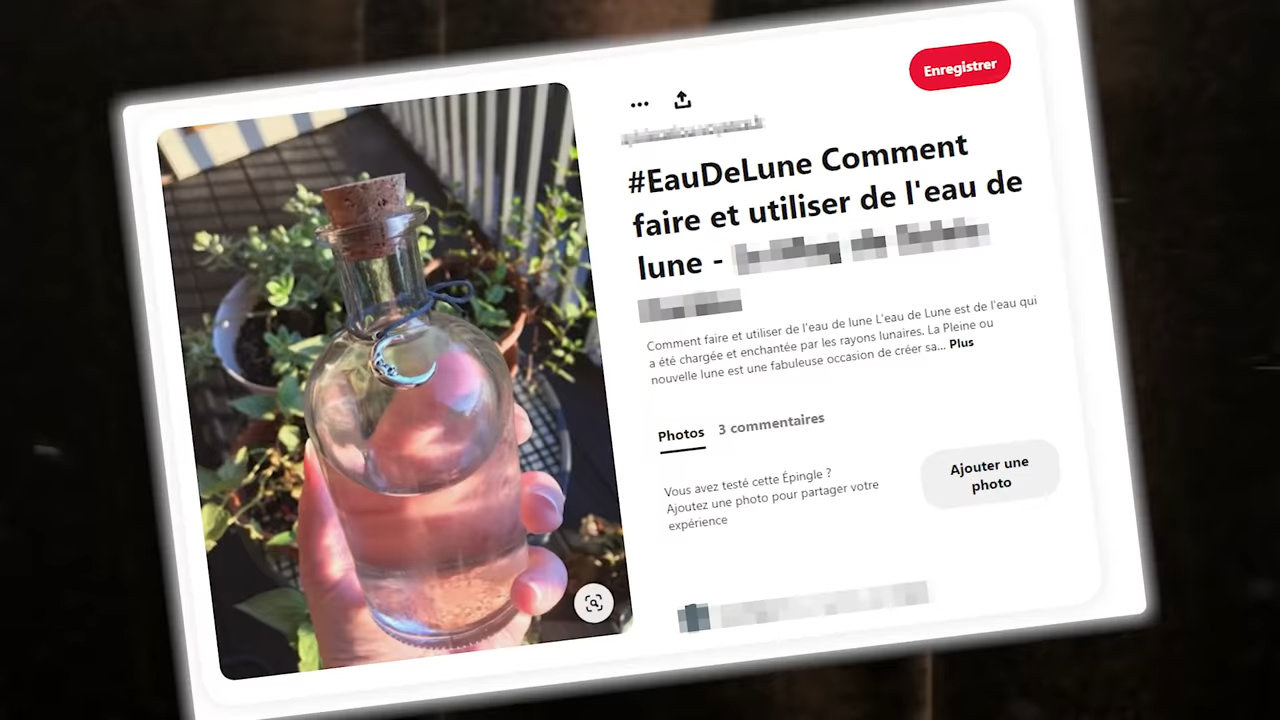 Enregistrer
#EauDeLune Comment
faire et utiliser de l'eau de
lune -
Comment faire et utiliser de l'eau de lune L'eau de Lune est de l'eau qui
a été chargée et enchantée par les rayons lunaires. La Pleine ou
nouvelle lune est une fabuleuse occasion de créer sa... Plus
Photos 3 commentaires
Vous avez testé cette Épingle ?
Ajoutez une photo pour partager votre
expérience
Ajouter une
photo